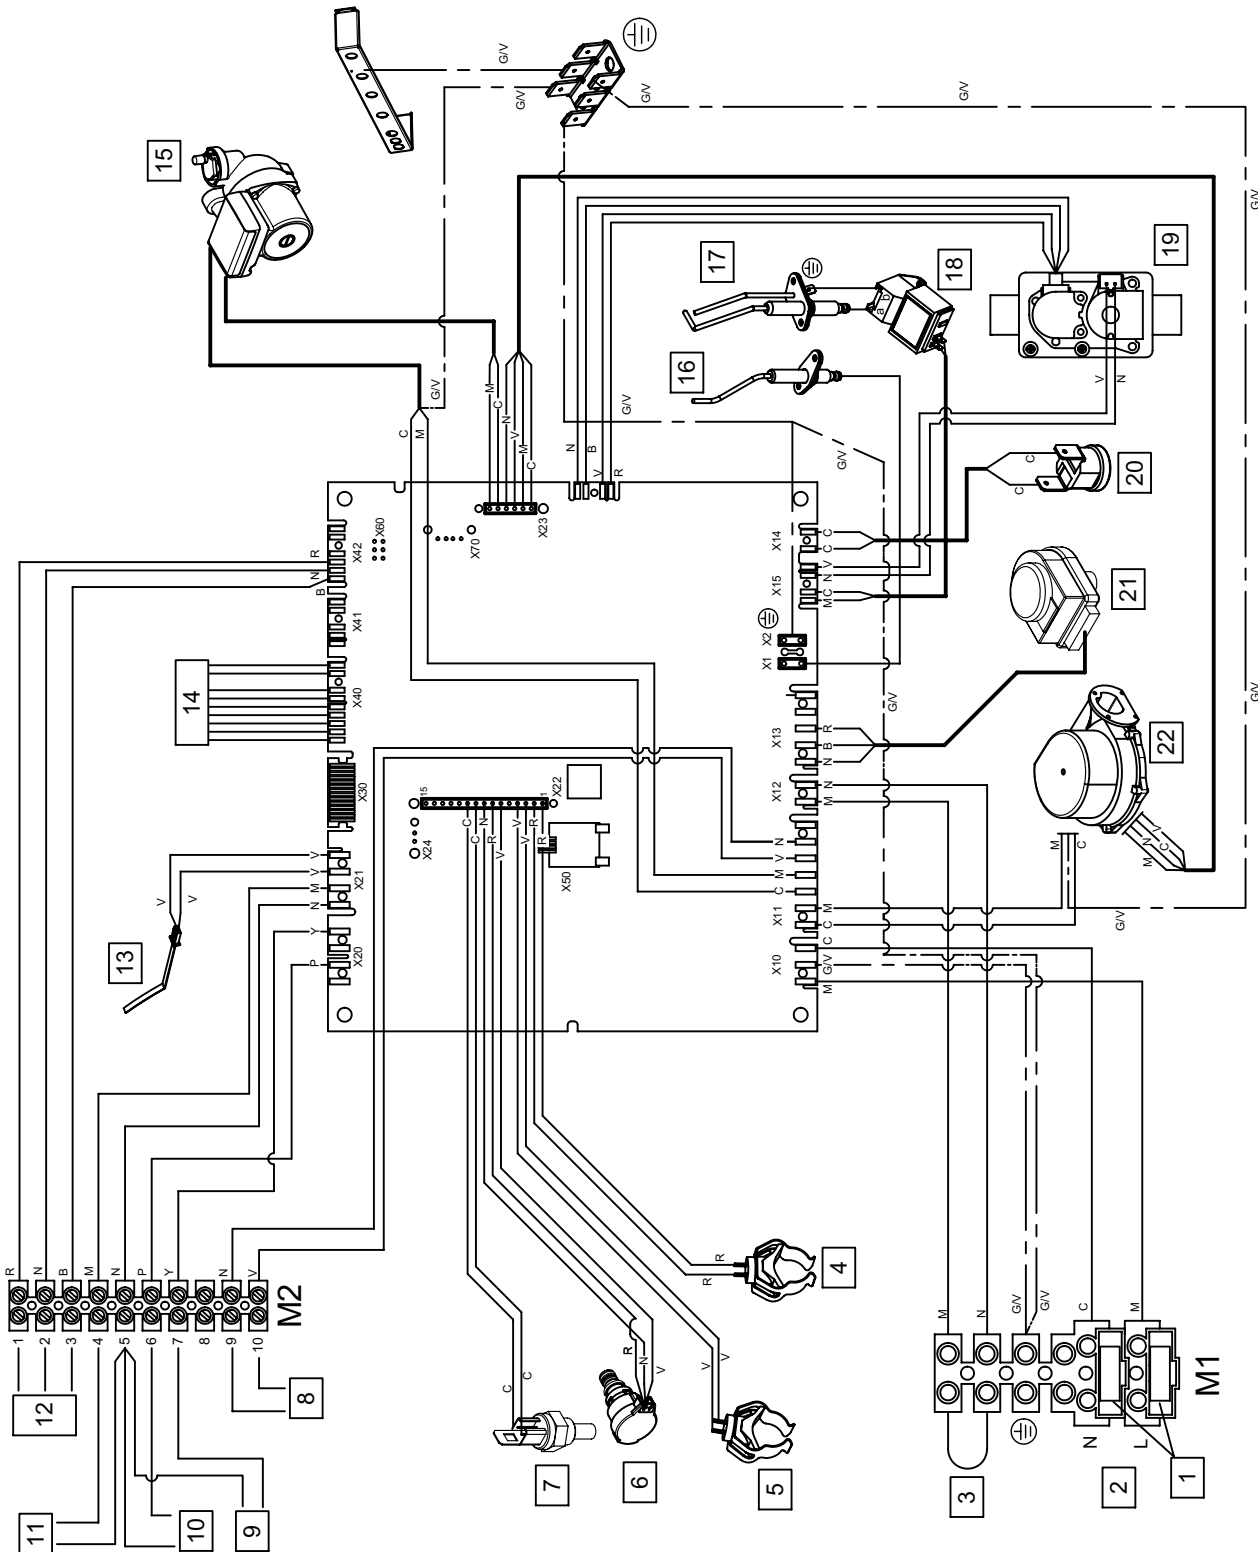 G/V
G/V
G/V
G/V
15
G/V
G/V
G/V
17
18
a
b
19
16
V
N
C
M
M
C
N
V
M
C
N
B
V
R
G/V
G/V
20
C
C
R
N
B
X42
X60
X70
X23
X41
14
X40
X30
15
X22
1
X24
X50
C
C
N
R
V
V
V
R
R
X14
C
C
X15
V
N
C
M
X2
X1
X13
R
B
N
X12
N
M
N
V
M
C
X11
M
C
X10
C
G/V
M
G/V
21
22
M
C
M
N
C
V
G/V
G/V
13
V
V
V
V
M
N
X21
Y
P
X20
R
N
B
M
N
P
Y
N
V
M2
1
2
3
4
5
6
7
8
9
10
12
8
11
10
9
R
R
4
V
V
5
R
R
N
V
6
C
C
7
M
N
G/V
G/V
C
M
M1
3
N
L
2
1